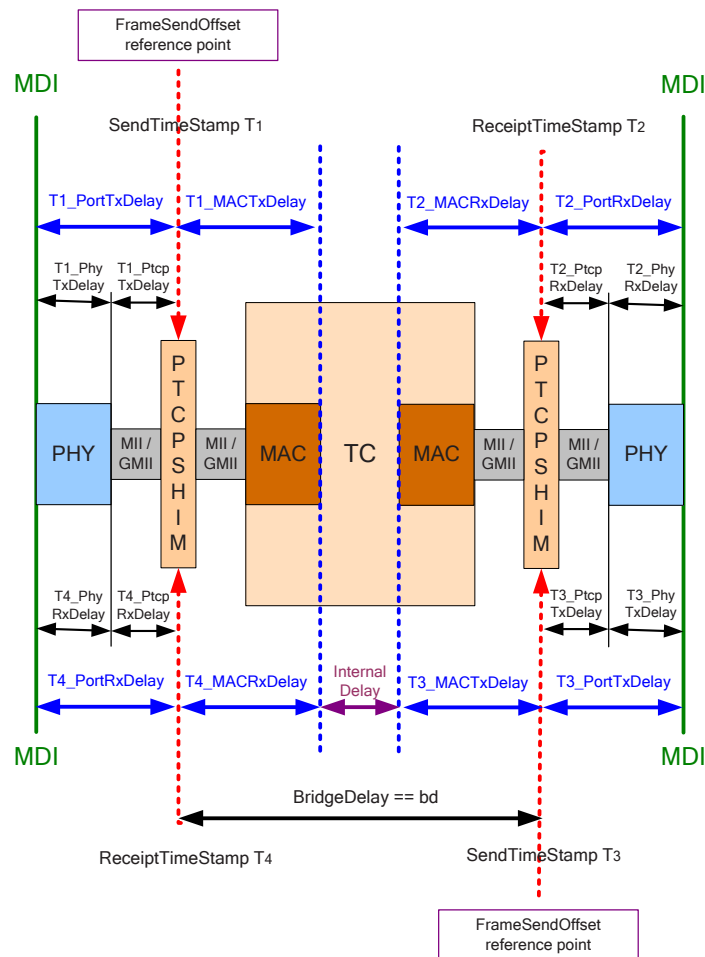 FrameSendOffset
reference point
MDI
MDI
SendTimeStamp T1
ReceiptTimeStamp T2
T1_PortTxDelay
T1_MACTxDelay
T2_MACRxDelay
T2_PortRxDelay
T1_Phy
TxDelay
T1_Ptcp
TxDelay
T2_Ptcp
RxDelay
T2_Phy
RxDelay
PHY
MII /
GMII
P
T
C
P
S
H
I
M
MII /
GMII
MAC
TC
MAC
MII /
GMII
P
T
C
P
S
H
I
M
MII /
GMII
PHY
T4_Phy
RxDelay
T4_Ptcp
RxDelay
T3_Ptcp
TxDelay
T3_Phy
TxDelay
T4_PortRxDelay
T4_MACRxDelay
Internal
Delay
T3_MACTxDelay
T3_PortTxDelay
MDI
MDI
BridgeDelay == bd
ReceiptTimeStamp T4
SendTimeStamp T3
FrameSendOffset
reference point